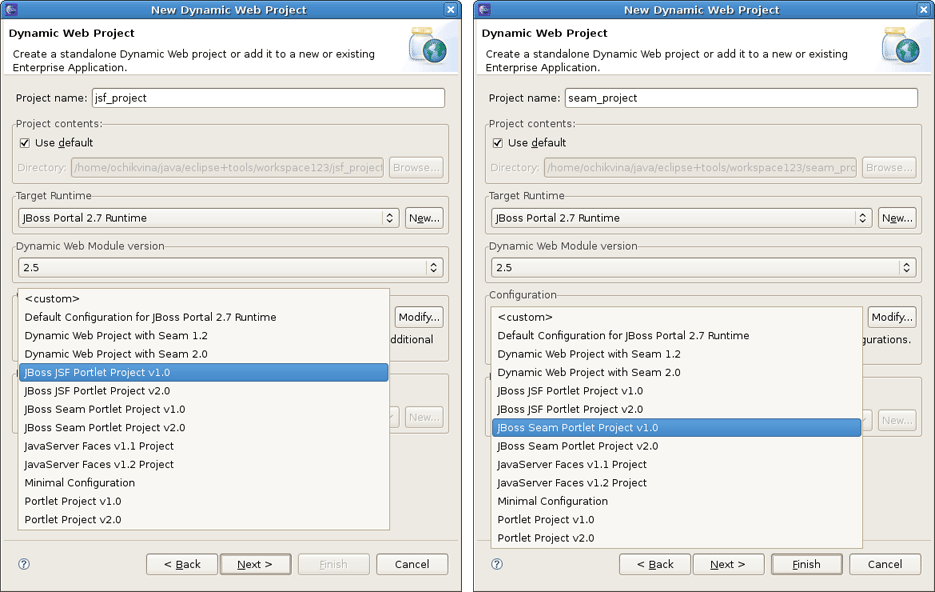 New Dynamic Web Project
Dynamic Web Project
Create a standalone Dynamic Web project or add it to a new or existing
Enterprise Application.
Project name: jsf_project
Project contents:
Use default
Directory: /home/ochikvina/java/eclipse+tools/workspace123/jsf_project Browse...
Target Runtime
JBoss Portal 2.7 Runtime New...
Dynamic Web Module version
2.5
<custom>
Default Configuration for JBoss Portal 2.7 Runtime Modify...
Dynamic Web Project with Seam 1.2 dditional
Dynamic Web Project with Seam 2.0
JBoss JSF Portlet Project v1.0
JBoss JSF Portlet Project v2.0
JBoss Seam Portlet Project v1.0 New...
JBoss Seam Portlet Project v2.0
JavaServer Faces v1.1 Project
JavaServer Faces v1.2 Project
Minimal Configuration
Portlet Project v1.0
Portlet Project v2.0
? < Back Next > Finish Cancel
New Dynamic Web Project
Dynamic Web Project
Create a standalone Dynamic Web project or add it to a new or existing
Enterprise Application.
Project name: seam_project
Project contents:
Use default
Directory: /home/ochikvina/java/eclipse+tools/workspace123/seam_pro Browse...
Target Runtime
JBoss Portal 2.7 Runtime New...
Dynamic Web Module version
2.5
Configuration
<custom> Modify...
Default Configuration for JBoss Portal 2.7 Runtime gurations.
Dynamic Web Project with Seam 1.2
Dynamic Web Project with Seam 2.0
JBoss JSF Portlet Project v1.0
JBoss JSF Portlet Project v2.0
JBoss Seam Portlet Project v1.0 New...
JBoss Seam Portlet Project v2.0
JavaServer Faces v1.1 Project
JavaServer Faces v1.2 Project
Minimal Configuration
Portlet Project v1.0
Portlet Project v2.0
? < Back Next > Finish Cancel